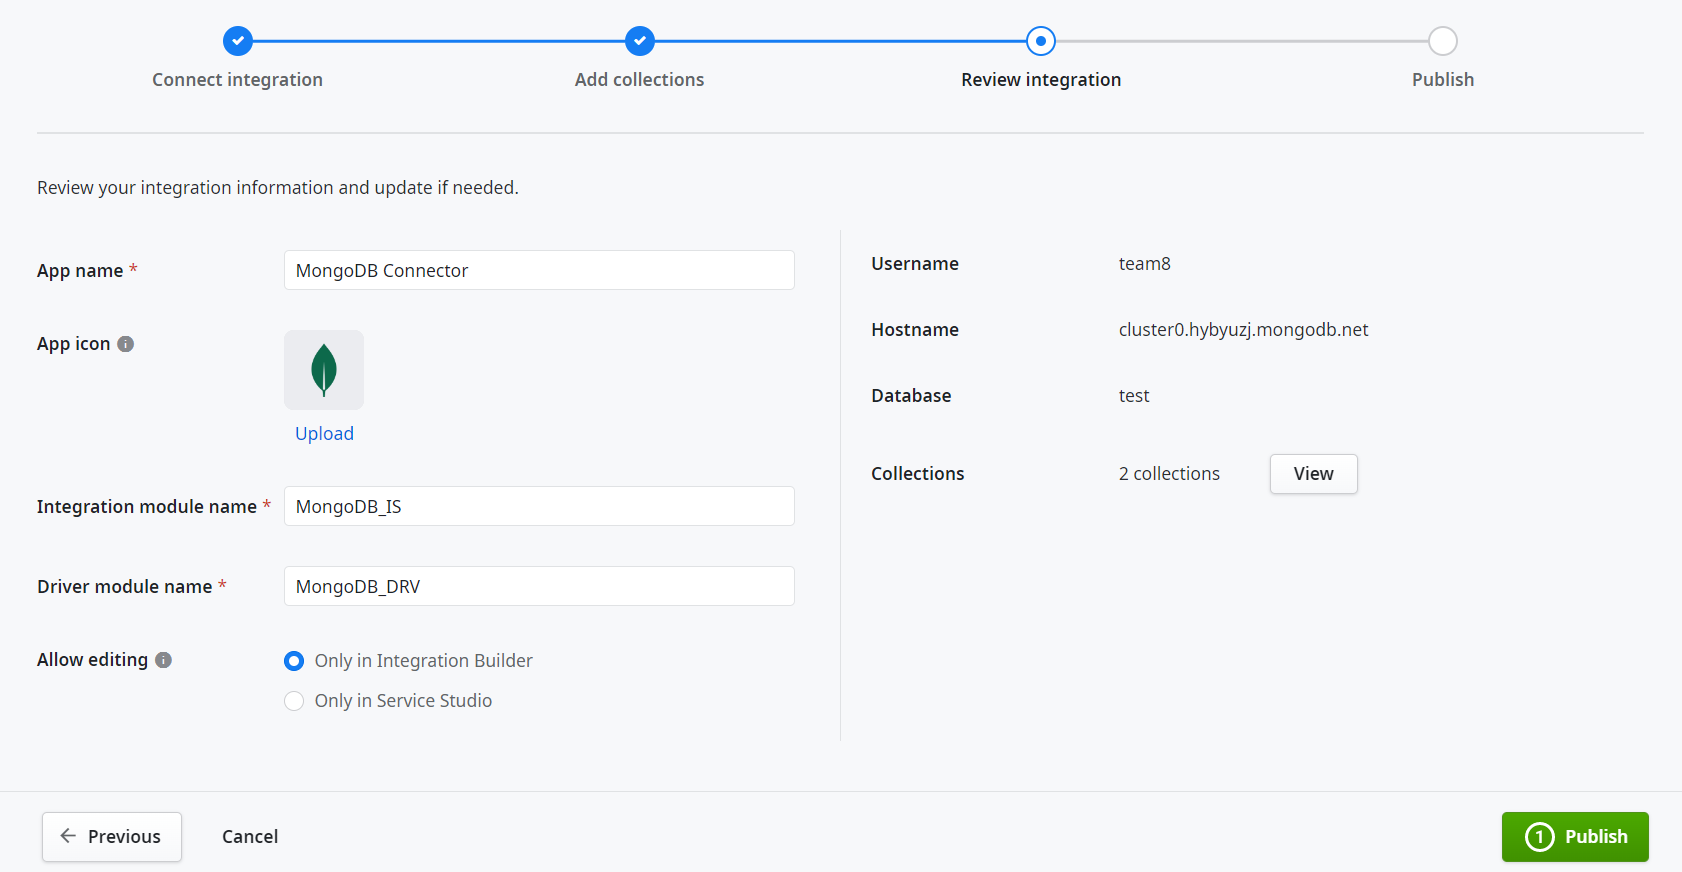 Connect integration
Add collections
Review integration
Publish
Review your integration information and update if needed.
App name *
MongoDB Connector
App icon
Upload
Integration module name *
MongoDB_IS
Driver module name *
MongoDB_DRV
Allow editing
Only in Integration Builder
Only in Service Studio
Username
team8
Hostname
cluster0.hybyuzj.mongodb.net
Database
test
Collections
2 collections
View
Previous
Cancel
1 Publish